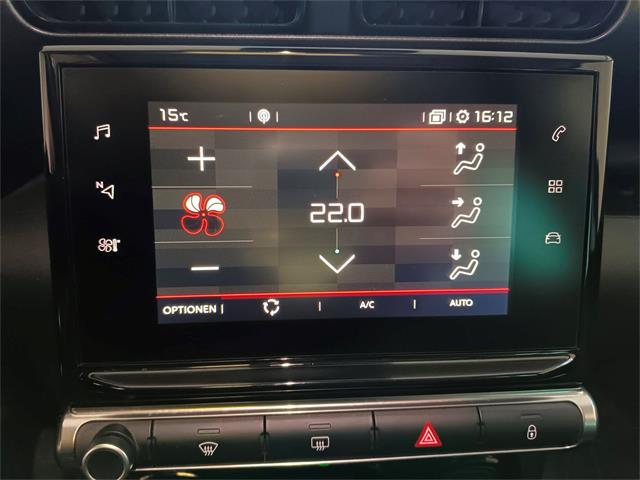 15℃ 16:12
N
22.0
OPTIONEN A/C AUTO